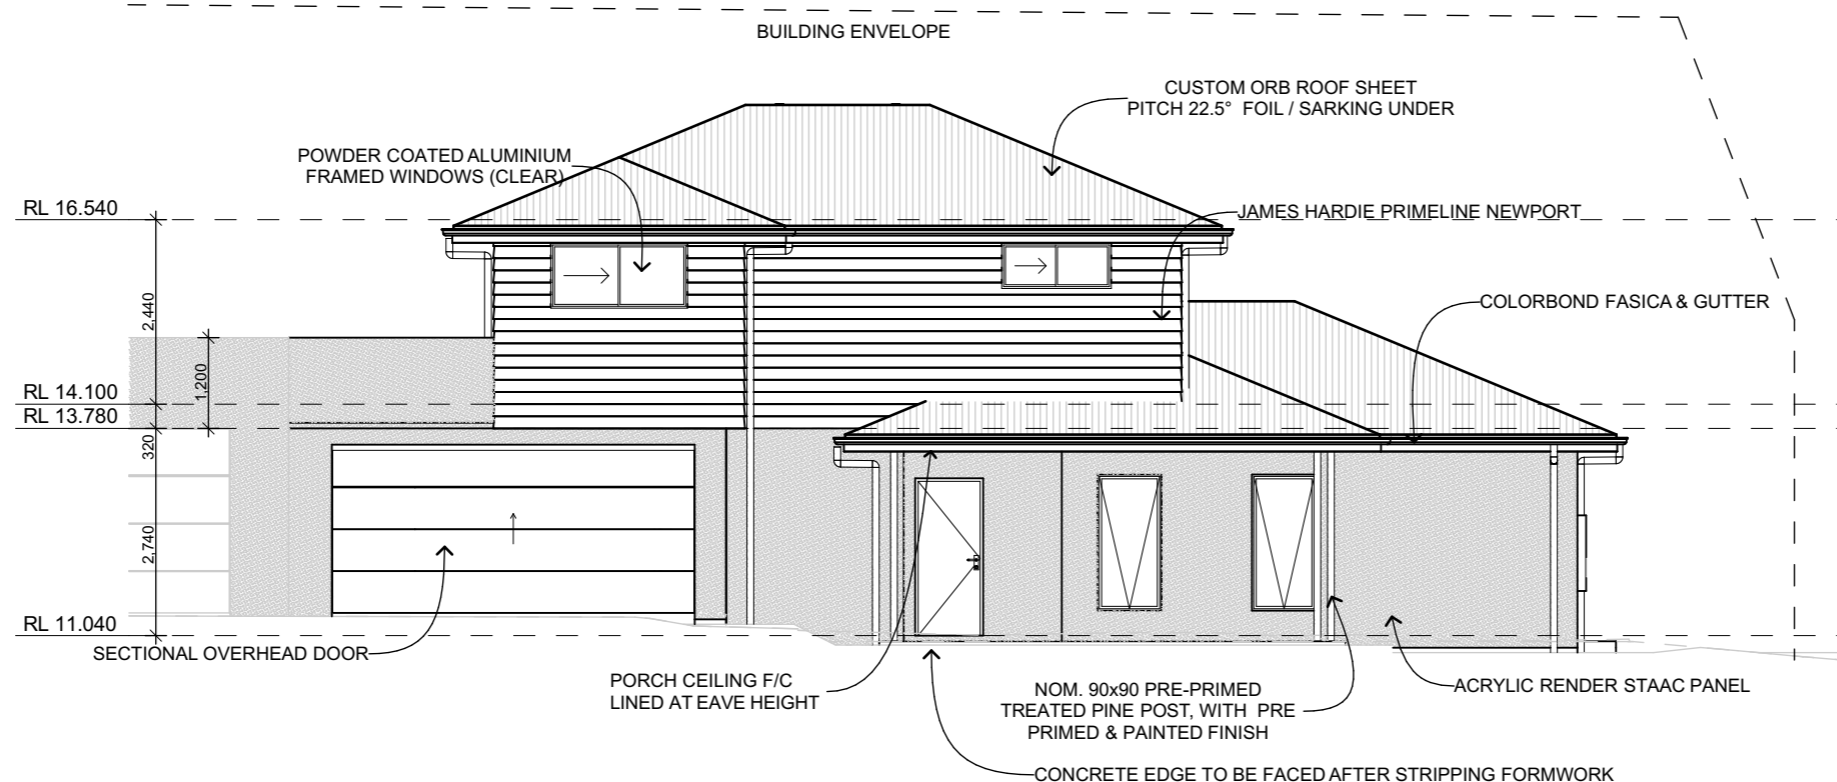 BUILDING ENVELOPE
CUSTOM ORB ROOF SHEET
PITCH 22.5° FOIL / SARKING UNDER
POWDER COATED ALUMINIUM
FRAMED WINDOWS (CLEAR)
RL 16.540
JAMES HARDIE PRIMELINE NEWPORT
2,440
COLORBOND FASICA & GUTTER
1,200
RL 14.100
RL 13.780
320
2,740
RL 11.040
SECTIONAL OVERHEAD DOOR
PORCH CEILING F/C
LINED AT EAVE HEIGHT
NOM. 90x90 PRE-PRIMED
TREATED PINE POST, WITH PRE
PRIMED & PAINTED FINISH
ACRYLIC RENDER STAAC PANEL
CONCRETE EDGE TO BE FACED AFTER STRIPPING FORMWORK